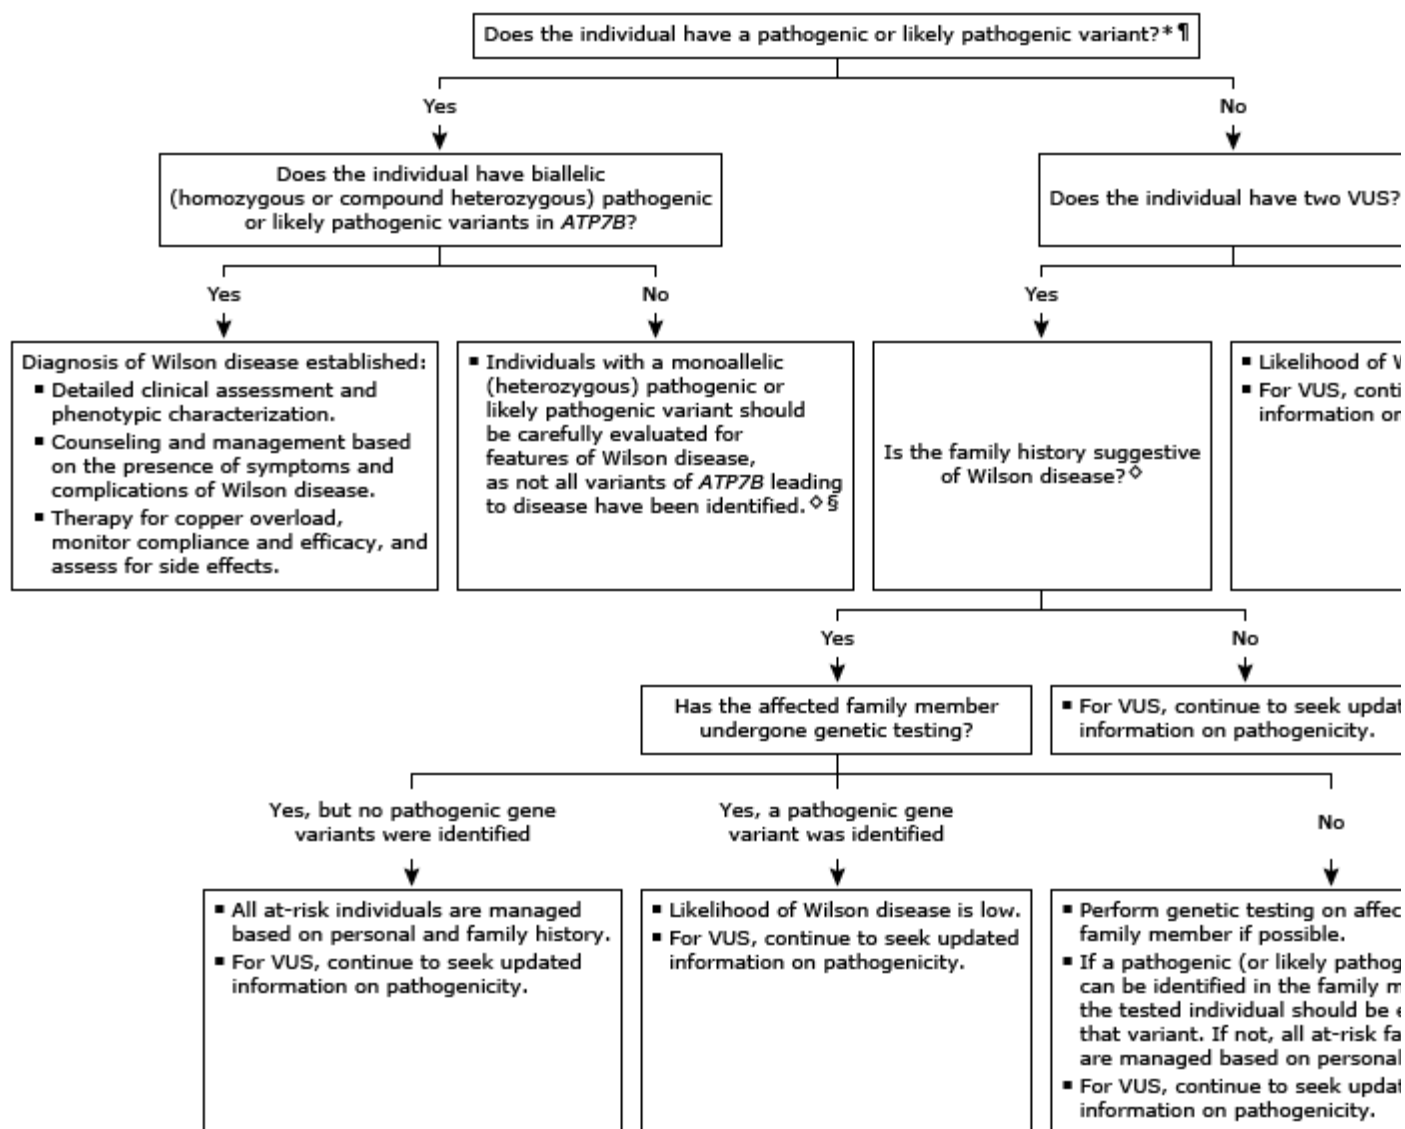 Does the individual have a pathogenic or likely pathogenic variant?*¶
Yes
No
Does the individual have biallelic
(homozygous or compound heterozygous) pathogenic
or likely pathogenic variants in ATP7B?
Does the individual have two VUS?
Yes
No
Yes
Diagnosis of Wilson disease established:
▪ Detailed clinical assessment and
phenotypic characterization.
▪ Counseling and management based
on the presence of symptoms and
complications of Wilson disease.
▪ Therapy for copper overload,
monitor compliance and efficacy, and
assess for side effects.
▪ Individuals with a monoallelic
(heterozygous) pathogenic or
likely pathogenic variant should
be carefully evaluated for
features of Wilson disease,
as not all variants of ATP7B leading
to disease have been identified.◇§
Is the family history suggestive
of Wilson disease?◇
▪ Likelihood of
▪ For VUS,
information
Yes
No
Has the affected family member
undergone genetic testing?
▪ For VUS, continue to seek
information on pathogenicity.
Yes, but no pathogenic gene
variants were identified
Yes, a pathogenic gene
variant was identified
No
▪ All at-risk individuals are managed
based on personal and family history.
▪ For VUS, continue to seek updated
information on pathogenicity.
▪ Likelihood of Wilson disease is low.
▪ For VUS, continue to seek updated
information on pathogenicity.
▪ Perform genetic testing on
family member if possible.
▪ If a pathogenic (or likely
can be identified in the family
the tested individual should be
that variant. If not, all at-risk
are managed based on personal
▪ For VUS, continue to seek
information on pathogenicity.